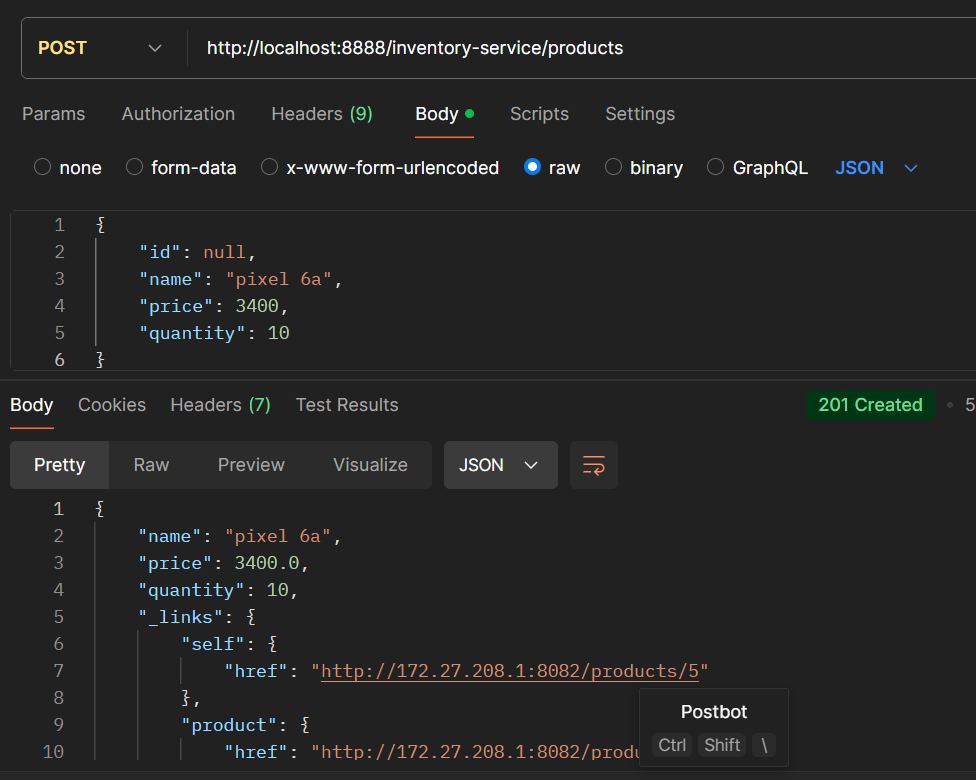 POST http://localhost:8888/inventory-service/products
Params Authorization Headers (9) Body Scripts Settings
none form-data x-www-form-urlencoded raw binary GraphQL JSON
1 {
2 "id": null,
3 "name": "pixel 6a",
4 "price": 3400,
5 "quantity": 10
6 }
Body Cookies Headers (7) Test Results 201 Created • 5
Pretty Raw Preview Visualize JSON
1 {
2 "name": "pixel 6a",
3 "price": 3400.0,
4 "quantity": 10,
5 "_links": {
6 "self": {
7 "href": "http://172.27.208.1:8082/products/5"
8 },
9 "product": {
10 "href": "http://172.27.208.1:8082/produ
Postbot
Ctrl Shift \